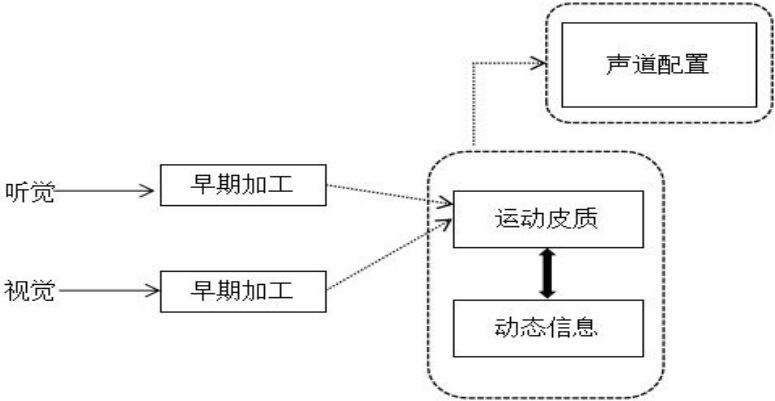 声道配置
听觉
早期加工
运动皮质
视觉
早期加工
动态信息